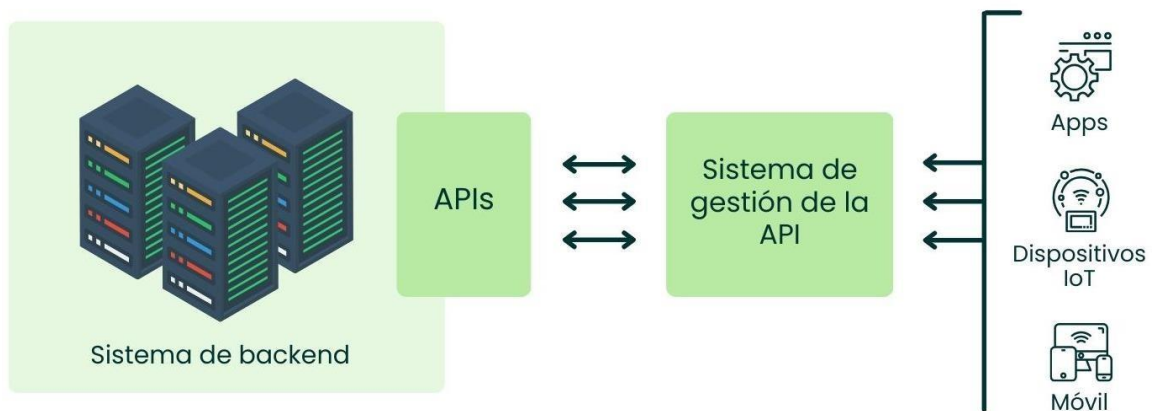 Sistema de backend
APIs
Sistema de
gestión de la
API
Apps
Dispositivos
IoT
Móvil